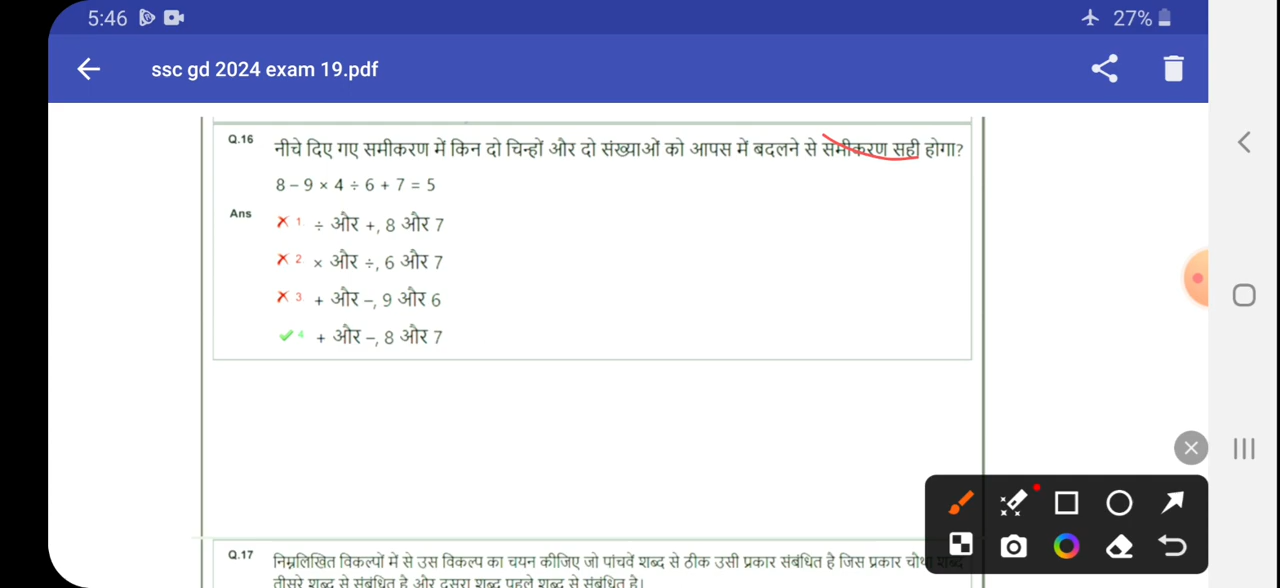 5:46
27%
ssc gd 2024 exam 19.pdf
Q.16 नीचे दिए गए समीकरण में किन दो चिन्हों और दो संख्याओं को आपस में बदलने से समीकरण सही होगा?
8 – 9 × 4 ÷ 6 + 7 = 5
Ans 1. ÷ और +, 8 और 7
2. × और ÷, 6 और 7
3. + और –, 9 और 6
4. + और –, 8 और 7
Q.17 निम्नलिखित विकल्पों में से उस विकल्प का चयन कीजिए जो पांचवें शब्द से ठीक उसी प्रकार संबंधित है जिस प्रकार चौथा शब्द
तीसरे शब्द से संबंधित है और दूसरा शब्द पहले शब्द से संबंधित है।